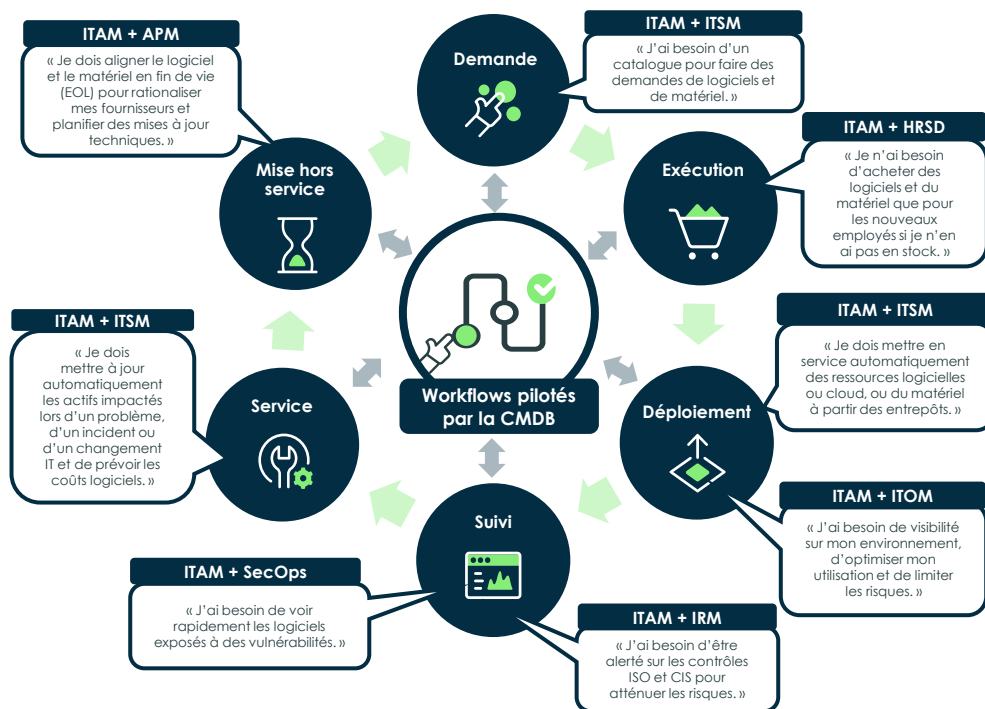 ITAM + APM
« Je dois aligner le logiciel
et le matériel en fin de vie
(EOL) pour rationaliser
mes fournisseurs et
planifier des mises à jour
techniques. »
Demande
ITAM + ITSM
« J'ai besoin d'un
catalogue pour faire des
demandes de logiciels et
de matériel. »
Mise hors
service
Exécution
ITAM + HRSD
« Je n'ai besoin
d'acheter des
logiciels et du
matériel que pour
les nouveaux
employés si je n'en
ai pas en stock. »
ITAM + ITSM
« Je dois
mettre à jour
automatiquement
les actifs impactés
lors d'un problème,
d'un incident ou
d'un changement
IT et de prévoir les
coûts logiciels. »
Service
Workflows pilotés
par la CMDB
Déploiement
ITAM + ITSM
« Je dois mettre en
service automatiquement
des ressources logicielles
ou cloud, ou du matériel
à partir des entrepôts. »
ITAM + ITOM
« J'ai besoin de visibilité
sur mon environnement,
d'optimiser mon
utilisation et de limiter
les risques. »
Suivi
ITAM + SecOps
« J'ai besoin de voir
rapidement les logiciels
exposés à des vulnérabilités. »
ITAM + IRM
« J'ai besoin d'être
alerté sur les contrôles
ISO et CIS pour
atténuer les risques. »